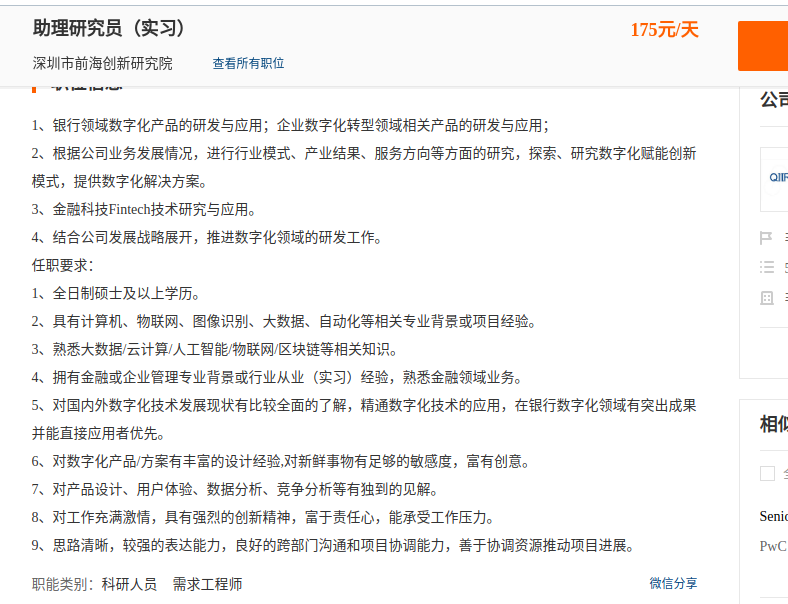 助理研究员（实习）
175元/天
深圳市前海创新研究院 查看所有职位
1、银行领域数字化产品的研发与应用；企业数字化转型领域相关产品的研发与应用；
2、根据公司业务发展情况，进行行业模式、产业结果、服务方向等方面的研究，探索、研究数字化赋能创新
模式，提供数字化解决方案。
3、金融科技Fintech技术研究与应用。
4、结合公司发展战略展开，推进数字化领域的研发工作。
任职要求：
1、全日制硕士及以上学历。
2、具有计算机、物联网、图像识别、大数据、自动化等相关专业背景或项目经验。
3、熟悉大数据/云计算/人工智能/物联网/区块链等相关知识。
4、拥有金融或企业管理专业背景或行业从业（实习）经验，熟悉金融领域业务。
5、对国内外数字化技术发展现状有比较全面的了解，精通数字化技术的应用，在银行数字化领域有突出成果
并能直接应用者优先。
6、对数字化产品/方案有丰富的设计经验,对新鲜事物有足够的敏感度，富有创意。
7、对产品设计、用户体验、数据分析、竞争分析等有独到的见解。
8、对工作充满激情，具有强烈的创新精神，富于责任心，能承受工作压力。
9、思路清晰，较强的表达能力，良好的跨部门沟通和项目协调能力，善于协调资源推动项目进展。
职能类别：科研人员 需求工程师
微信分享
公司
相似
Senio
PwC